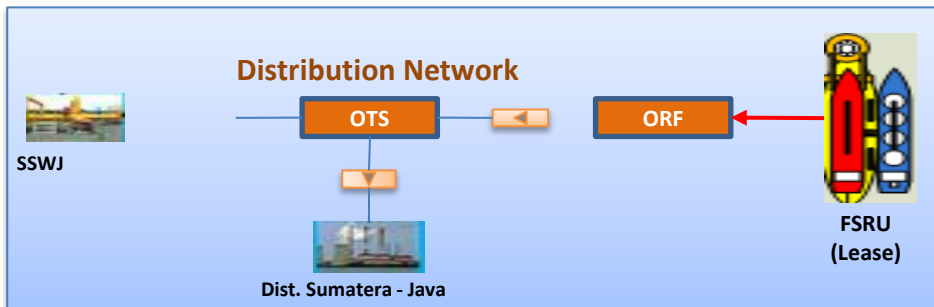 Distribution Network
OTS
ORF
SSWJ
FSRU
(Lease)
Dist. Sumatera - Java